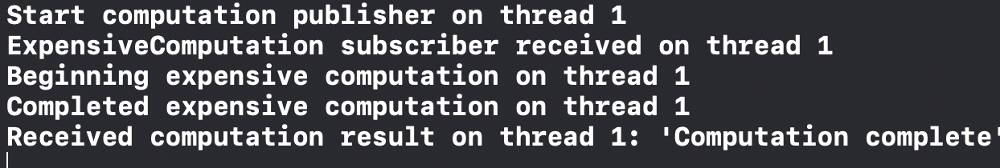 Start computation publisher on thread 1
ExpensiveComputation subscriber received on thread 1
Beginning expensive computation on thread 1
Completed expensive computation on thread 1
Received computation result on thread 1: 'Computation complete'